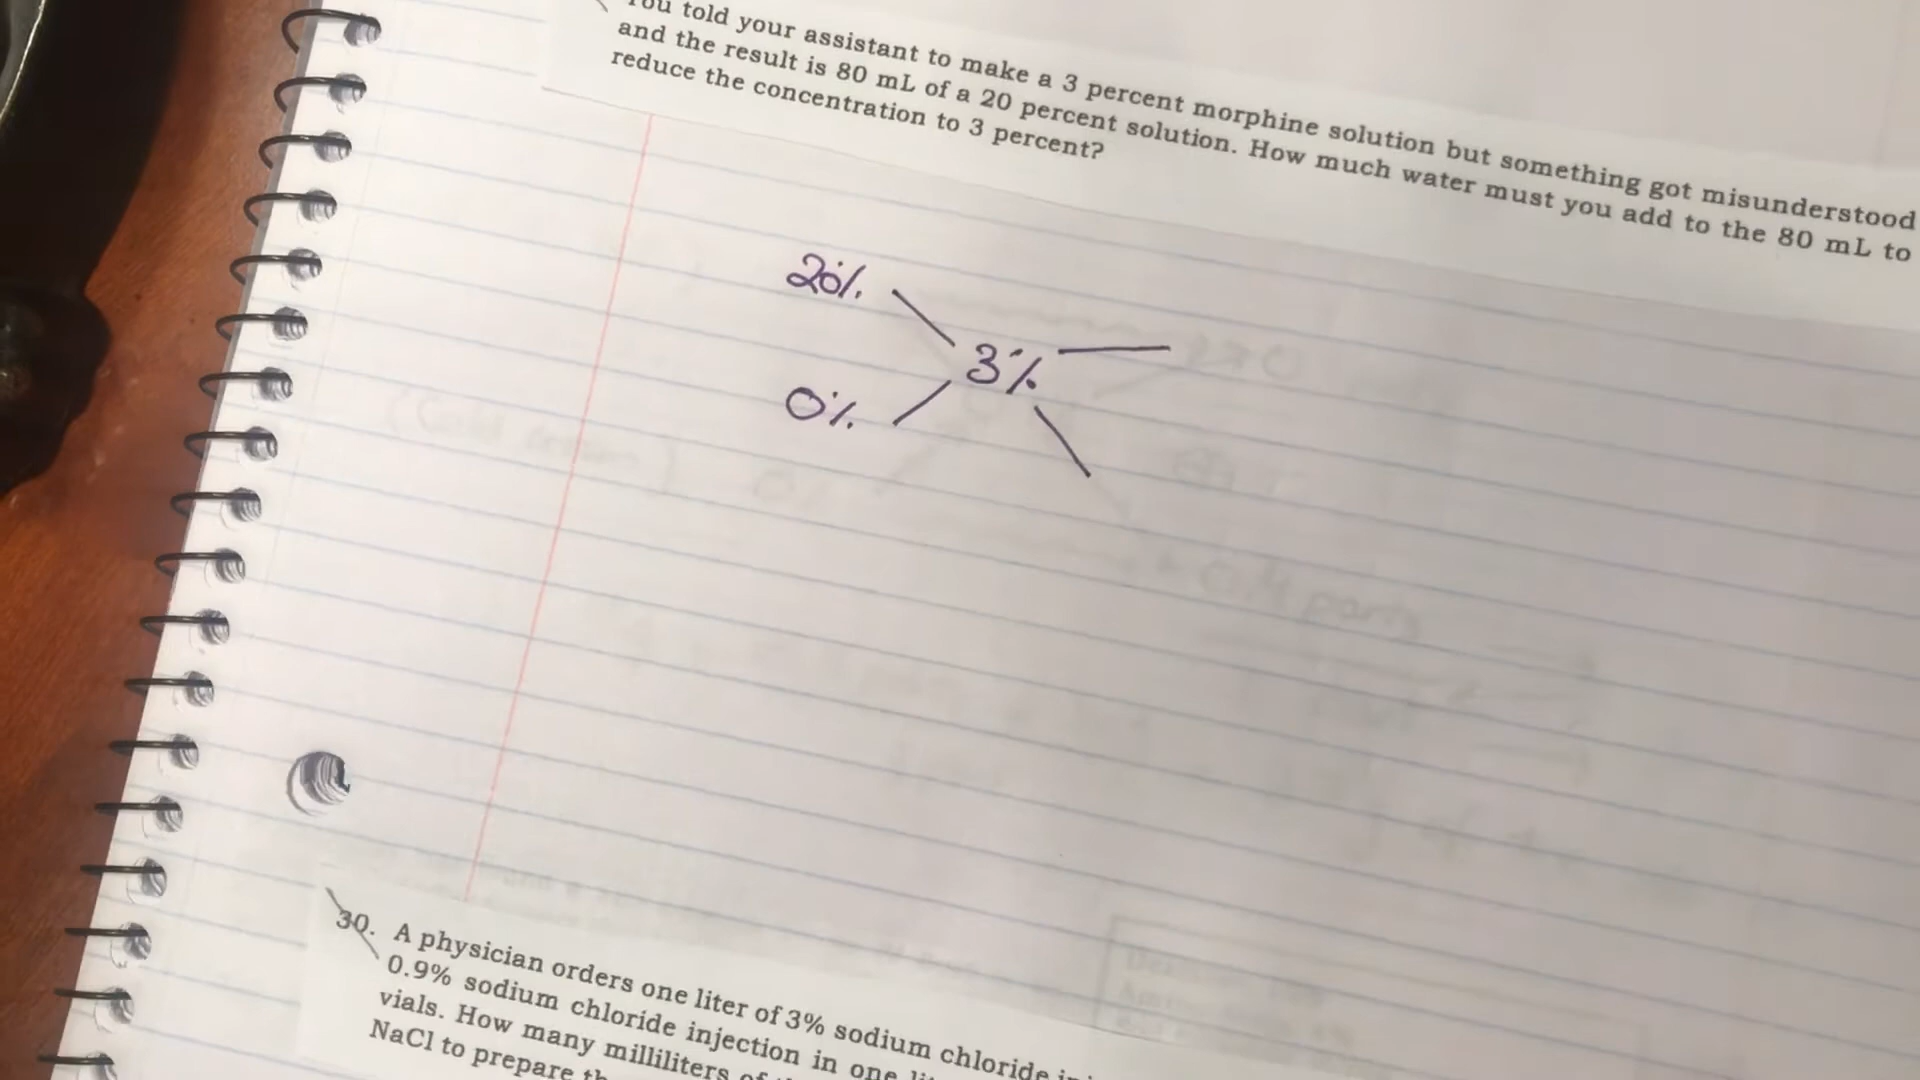 told your assistant to make a 3 percent morphine solution but something got misunderstood
and the result is 80 mL of a 20 percent solution. How much water must you add to the 80 mL to
reduce the concentration to 3 percent?
20%
3%
0%
30. A physician orders one liter of 3% sodium chloride
0.9% sodium chloride injection in one
vials. How many milliliters of
NaCl to prepare